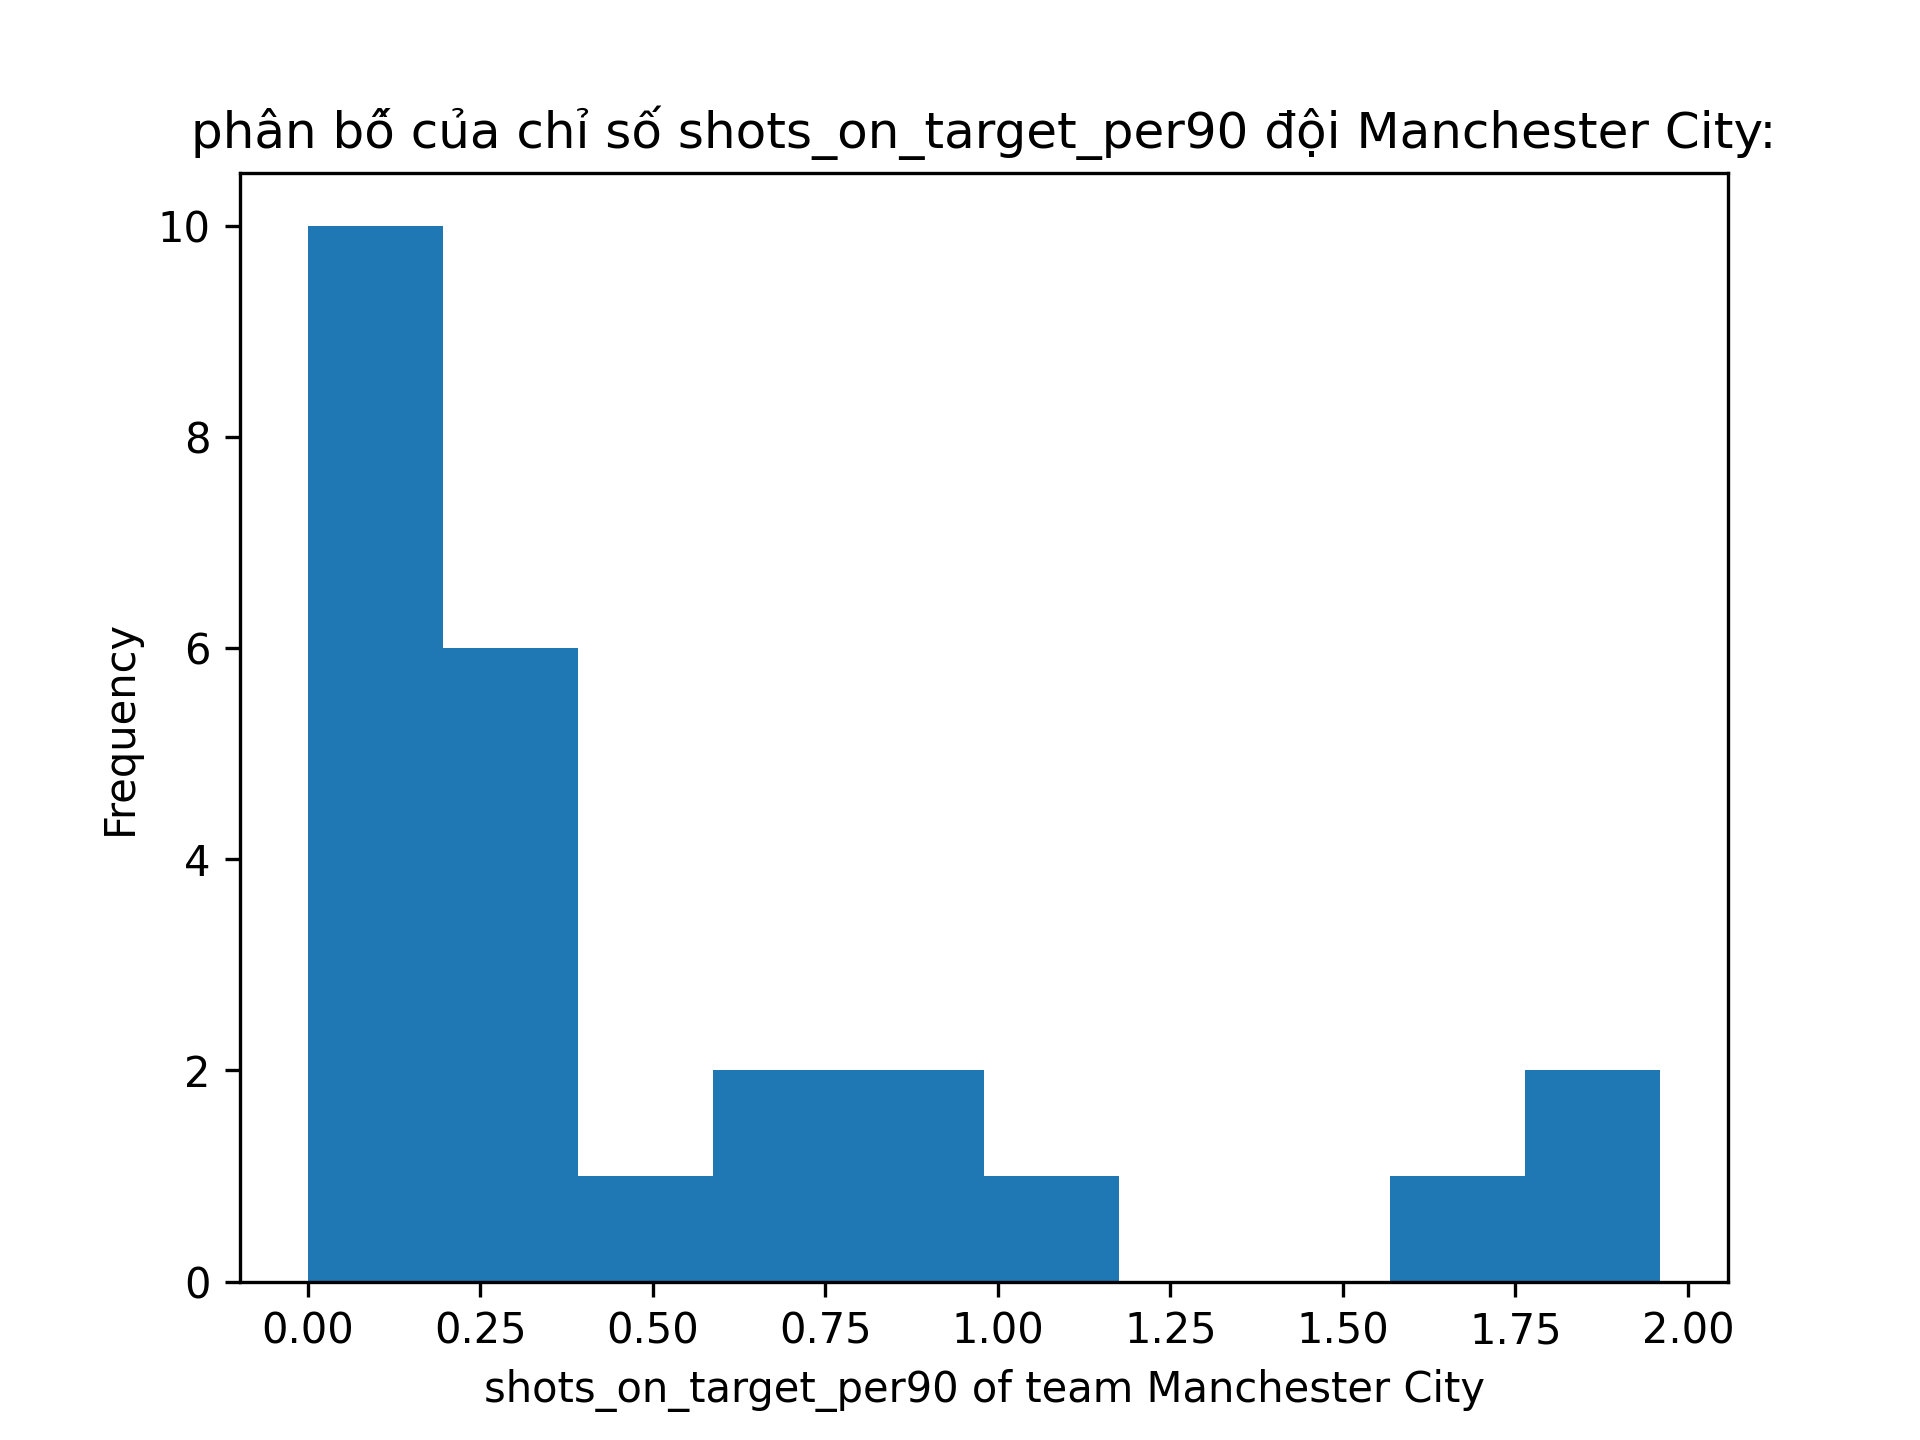 phân bố của chỉ số shots_on_target_per90 đội Manchester City:
10
8
6
4
2
0
Frequency
0.00 0.25 0.50 0.75 1.00 1.25 1.50 1.75 2.00
shots_on_target_per90 of team Manchester City